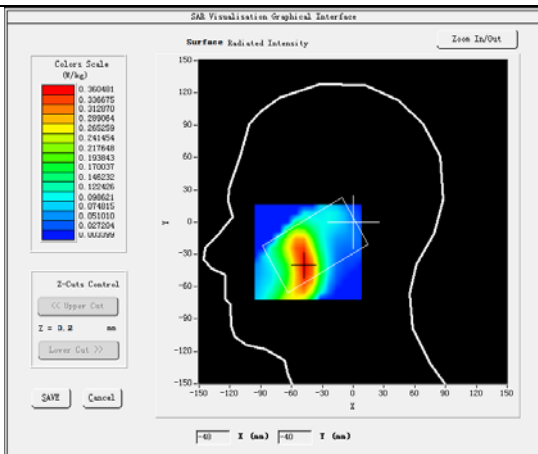 SAR Visualisation Graphical Interface
Surface Radiated Intensity
Zoom In/Out
Colors Scale
(W/kg)
0.360481
0.336675
0.312870
0.289064
0.265259
0.241454
0.217648
0.193843
0.170037
0.146232
0.122426
0.098621
0.074815
0.051010
0.027204
0.003399
150
120
90
60
30
0
-30
-60
-90
-120
-150
Y
-150 -120 -90 -60 -30 0 30 60 90 120 150
X
Z-Cuts Control
<< Upper Cut
Z = 0.2 mm
Lower Cut >>
SAVE Cancel
-48 X (mm) -40 Y (mm)